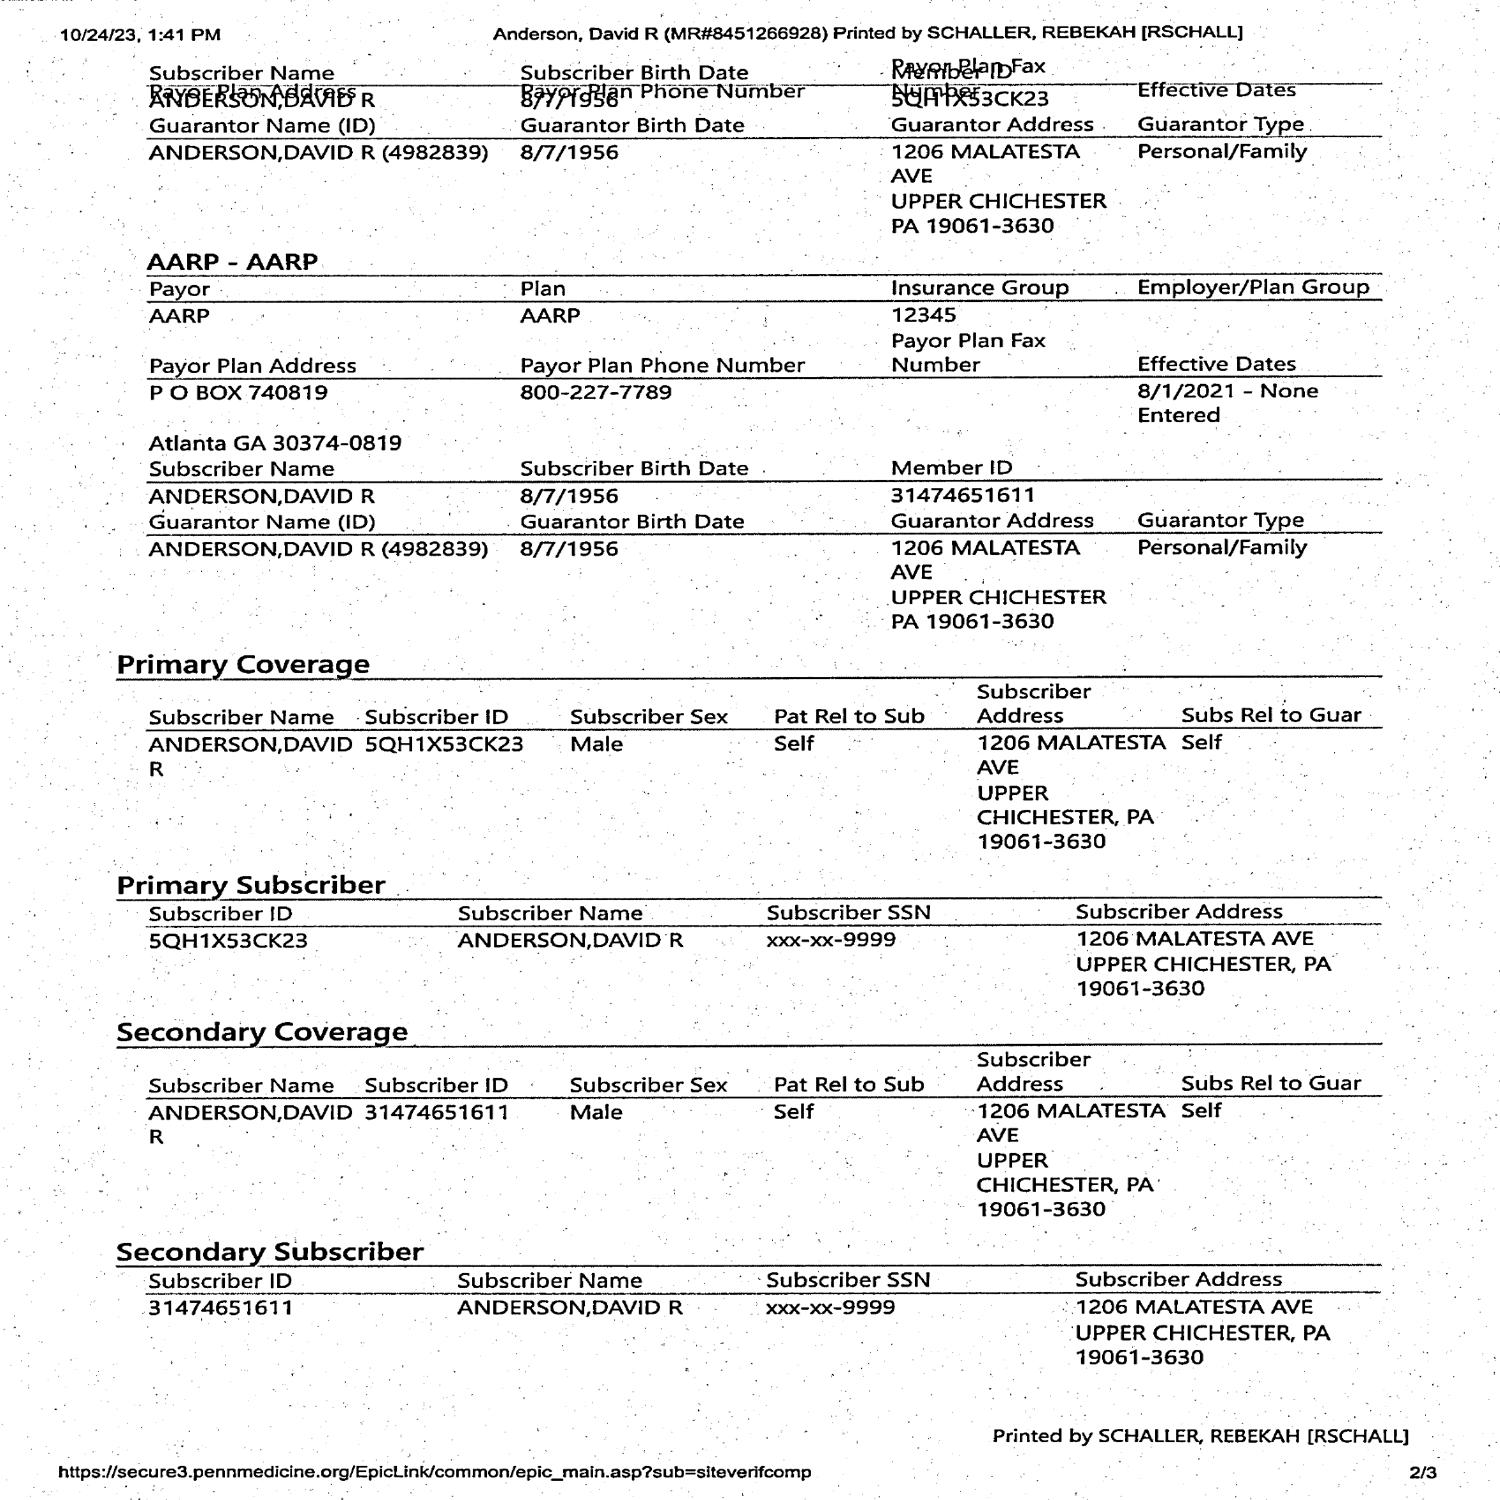 10/24/23, 1:41 PM Anderson, David R (MR#8451266928) Printed by SCHALLER, REBEKAH [RSCHALL]
Subscriber Name Subscriber Birth Date Member ID Payor Plan Fax
Payor Plan Address Payor Plan Phone Number Number Effective Dates
ANDERSON,DAVID R 8/7/1956 5QH1X53CK23
Guarantor Name (ID) Guarantor Birth Date Guarantor Address Guarantor Type
ANDERSON,DAVID R (4982839) 8/7/1956 1206 MALATESTA Personal/Family
AVE
UPPER CHICHESTER
PA 19061-3630
AARP - AARP
Payor Plan Insurance Group Employer/Plan Group
AARP AARP 12345
Payor Plan Fax
Payor Plan Address Payor Plan Phone Number Number Effective Dates
P O BOX 740819 800-227-7789 8/1/2021 - None
Entered
Atlanta GA 30374-0819
Subscriber Name Subscriber Birth Date Member ID
ANDERSON,DAVID R 8/7/1956 31474651611
Guarantor Name (ID) Guarantor Birth Date Guarantor Address Guarantor Type
ANDERSON,DAVID R (4982839) 8/7/1956 1206 MALATESTA Personal/Family
AVE
UPPER CHICHESTER
PA 19061-3630
Primary Coverage
Subscriber
Subscriber Name Subscriber ID Subscriber Sex Pat Rel to Sub Address Subs Rel to Guar
ANDERSON,DAVID 5QH1X53CK23 Male Self 1206 MALATESTA Self
R AVE
UPPER
CHICHESTER, PA
19061-3630
Primary Subscriber
Subscriber ID Subscriber Name Subscriber SSN Subscriber Address
5QH1X53CK23 ANDERSON,DAVID R xxx-xx-9999 1206 MALATESTA AVE
UPPER CHICHESTER, PA
19061-3630
Secondary Coverage
Subscriber
Subscriber Name Subscriber ID Subscriber Sex Pat Rel to Sub Address Subs Rel to Guar
ANDERSON,DAVID 31474651611 Male Self 1206 MALATESTA Self
R AVE
UPPER
CHICHESTER, PA
19061-3630
Secondary Subscriber
Subscriber ID Subscriber Name Subscriber SSN Subscriber Address
31474651611 ANDERSON,DAVID R xxx-xx-9999 1206 MALATESTA AVE
UPPER CHICHESTER, PA
19061-3630
Printed by SCHALLER, REBEKAH [RSCHALL]
https://secure3.pennmedicine.org/EpicLink/common/epic_main.asp?sub=siteverifcomp 2/3